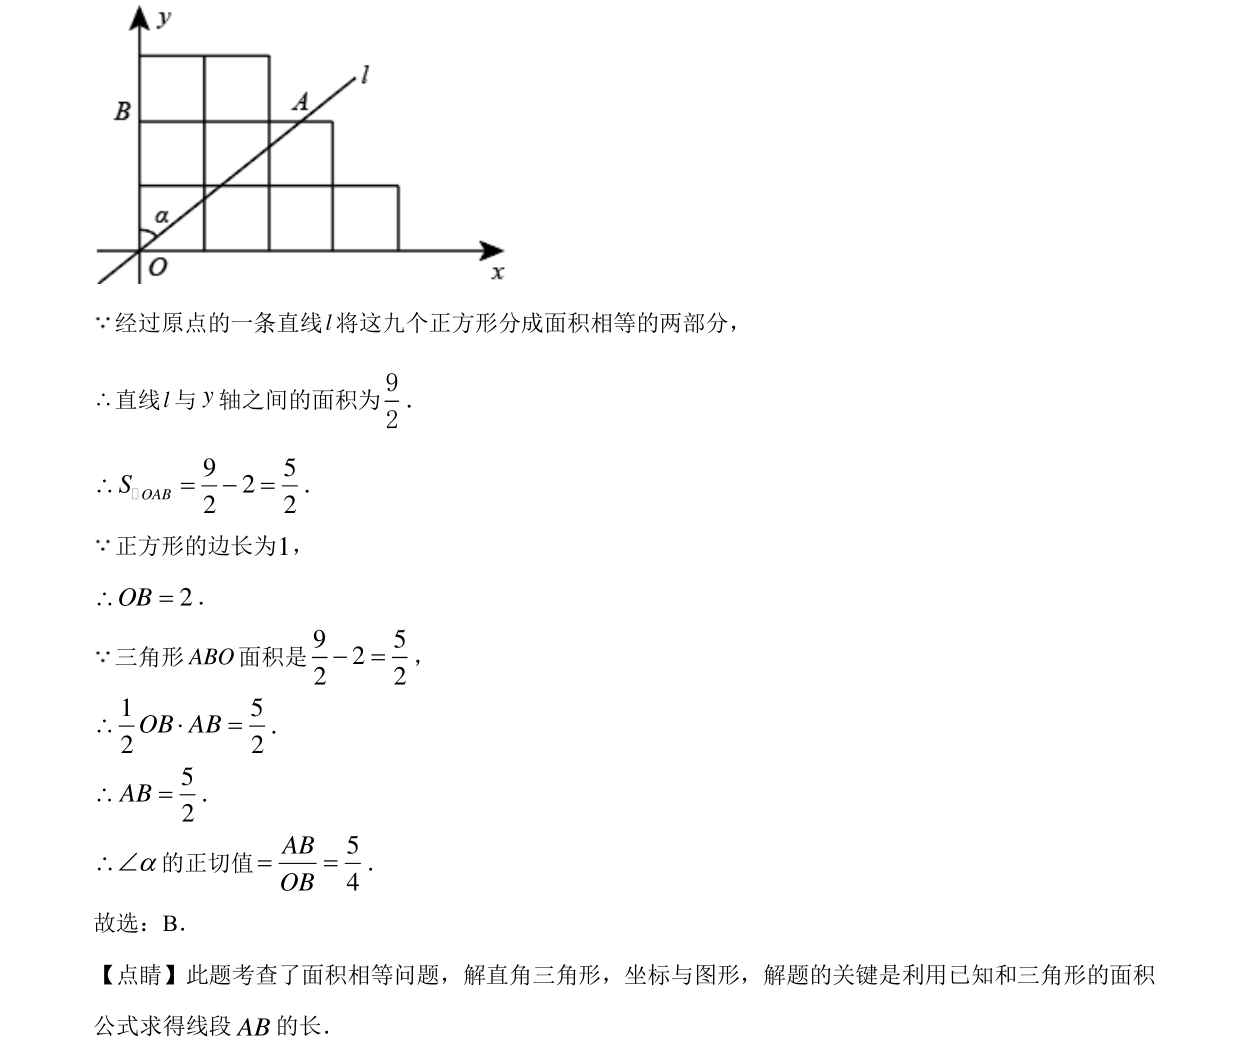 y
l
A
B
α
O
x
∵经过原点的一条直线l将这九个正方形分成面积相等的两部分，
∴直线l与y轴之间的面积为9/2．
∴S□OAB=9/2−2=5/2．
∵正方形的边长为1，
∴OB=2．
∵三角形ABO面积是9/2−2=5/2，
∴1/2OB·AB=5/2．
∴AB=5/2．
∴∠α的正切值=AB/OB=5/4．
故选：B．
【点睛】此题考查了面积相等问题，解直角三角形，坐标与图形，解题的关键是利用已知和三角形的面积
公式求得线段AB的长．